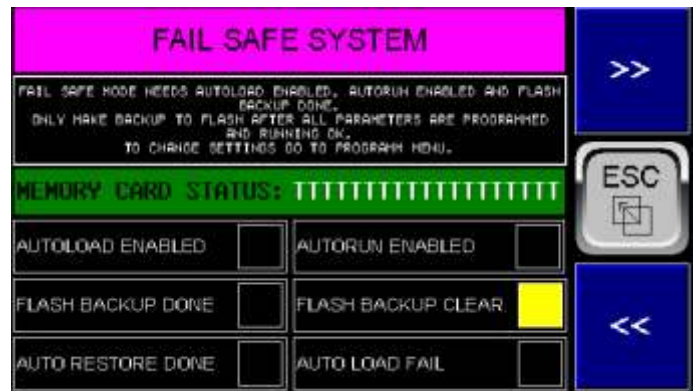 FAIL SAFE SYSTEM
>>
FAIL SAFE MODE NEEDS AUTOLOAD ENABLED, AUTORUN ENABLED AND FLASH
BACKUP DONE.
ONLY MAKE BACKUP TO FLASH AFTER ALL PARAMETERS ARE PROGRAMMED
AND RUNNING OK.
TO CHANGE SETTINGS GO TO PROGRAMM MENU.
MEMORY CARD STATUS: TTTTTTTTTTTTTTTTTTTT
ESC
AUTOLOAD ENABLED
AUTORUN ENABLED
FLASH BACKUP DONE
FLASH BACKUP CLEAR
<<
AUTO RESTORE DONE
AUTO LOAD FAIL